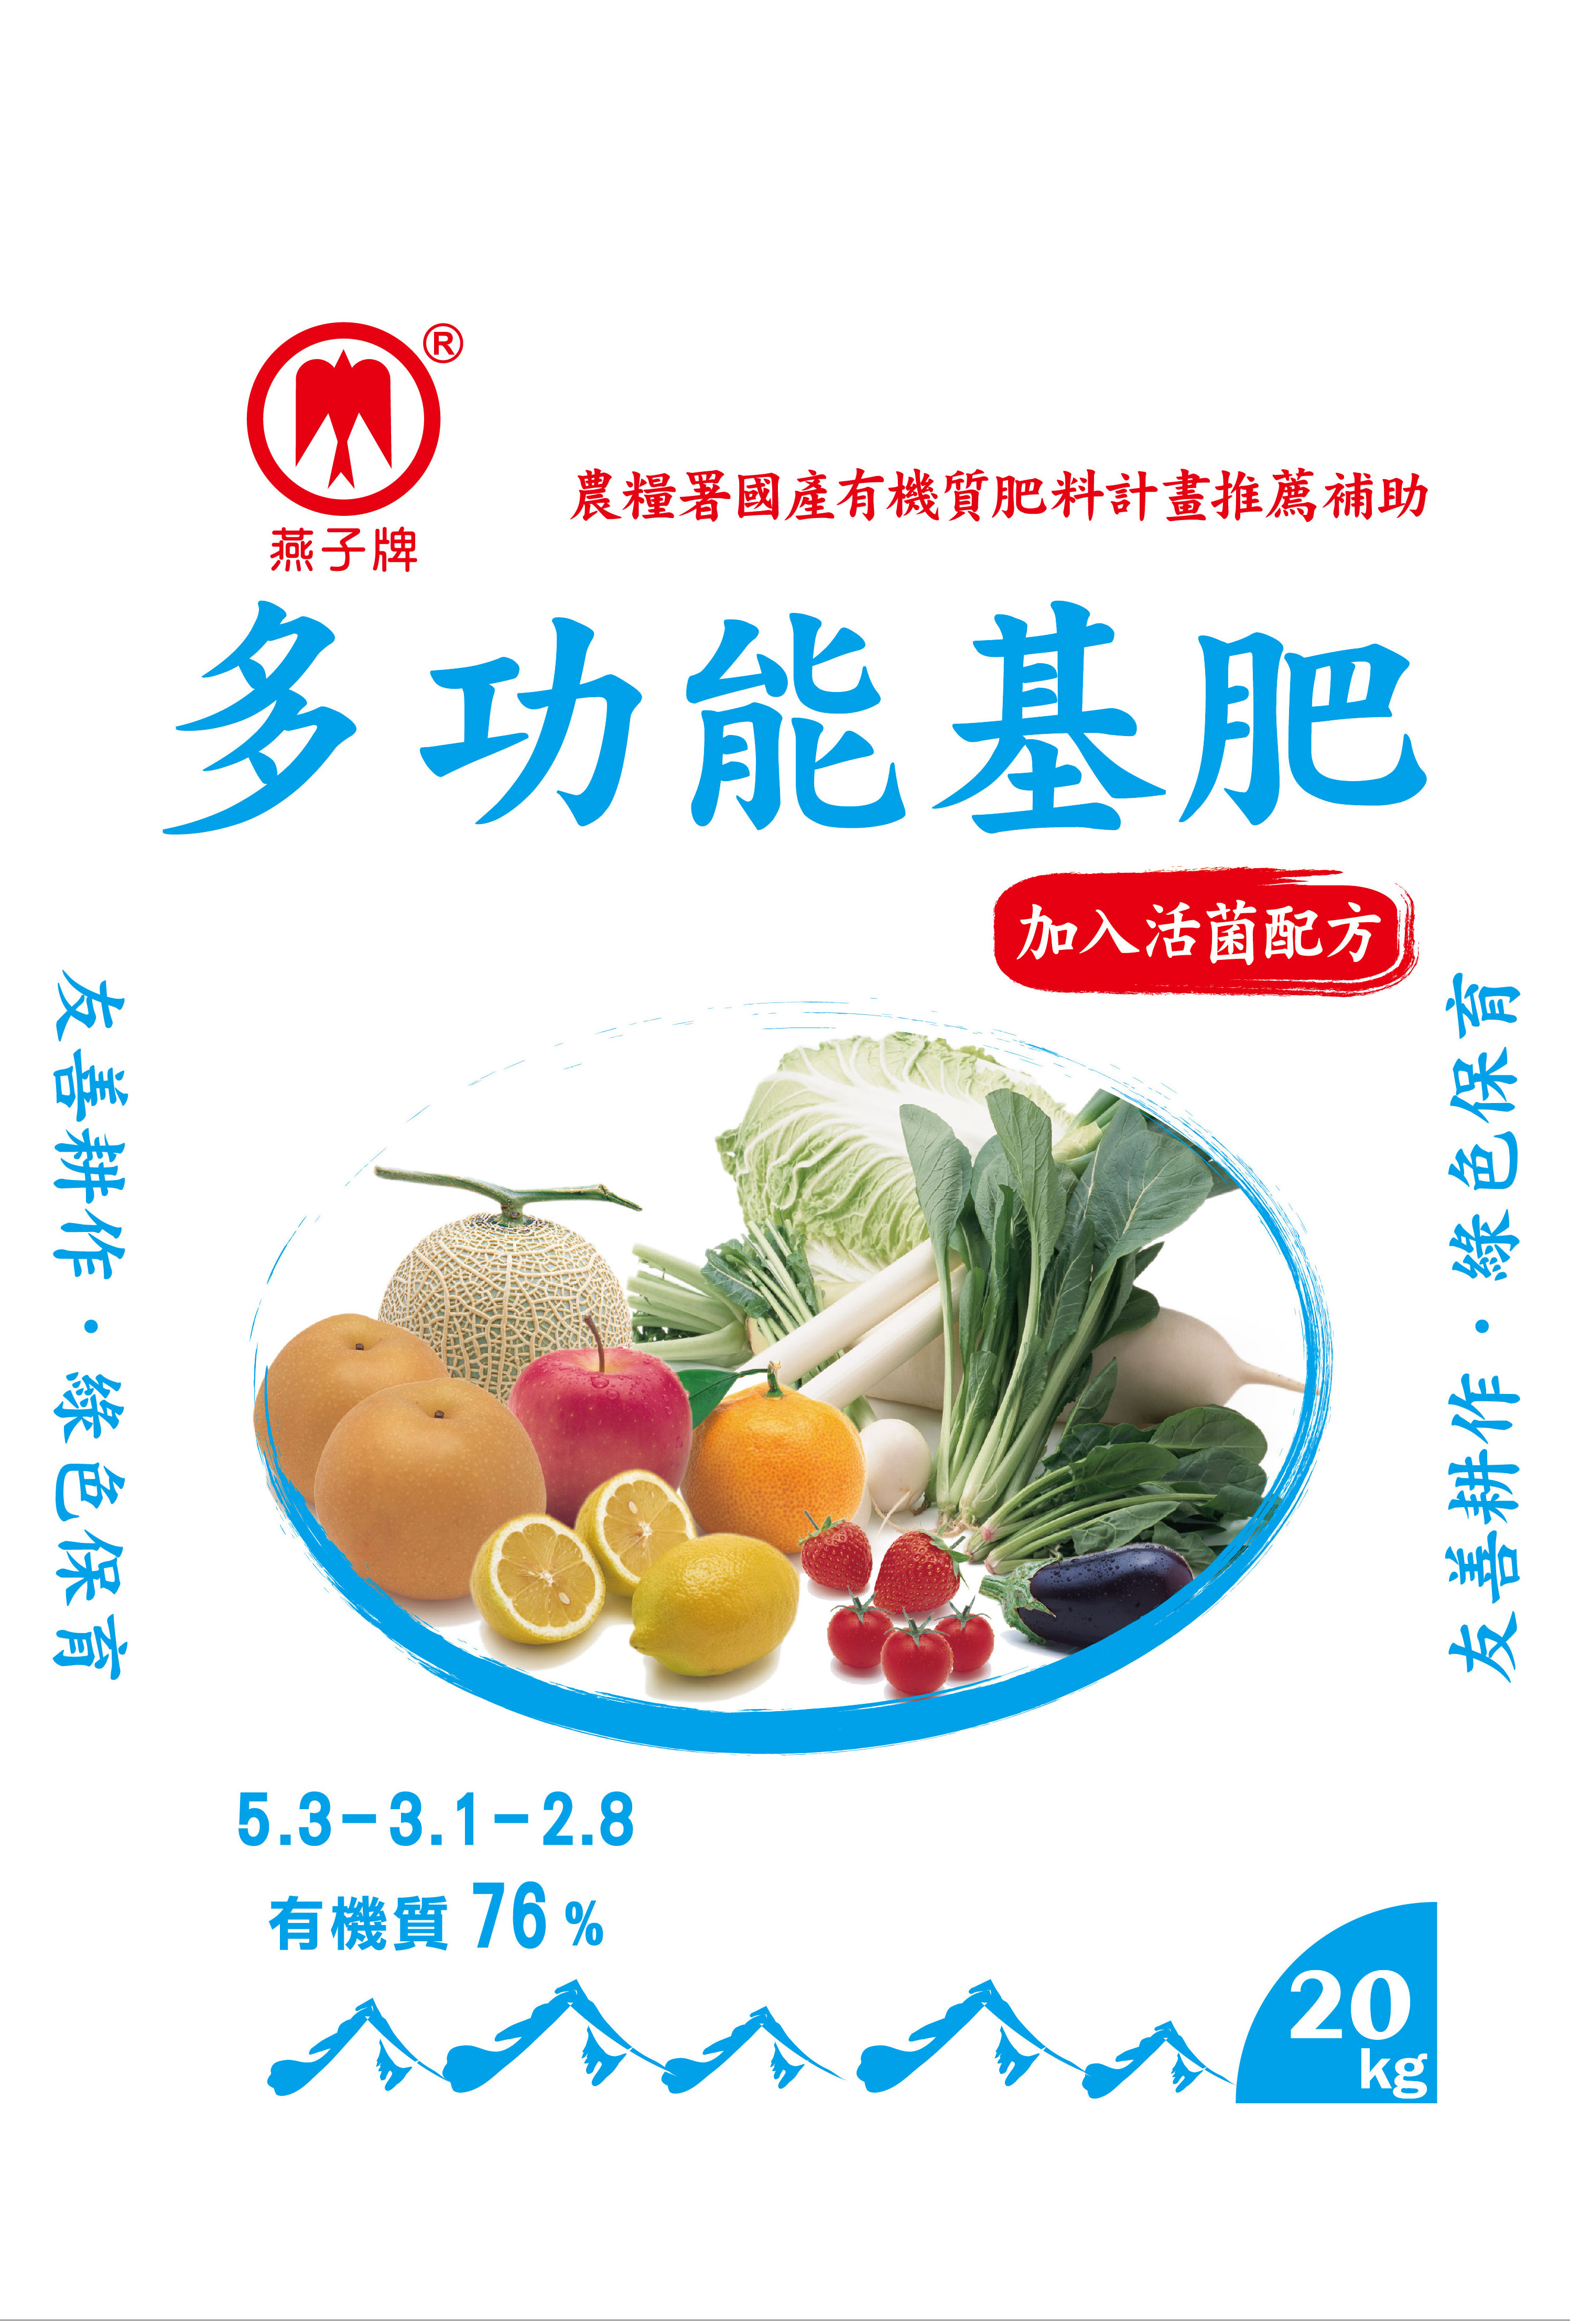 ®
燕子牌
農糧署國產有機質肥料計畫推薦補助
多功能基肥
加入活菌配方
友善耕作·綠色保育
友善耕作·綠色保育
5.3-3.1-2.8
有機質 76 %
20
kg